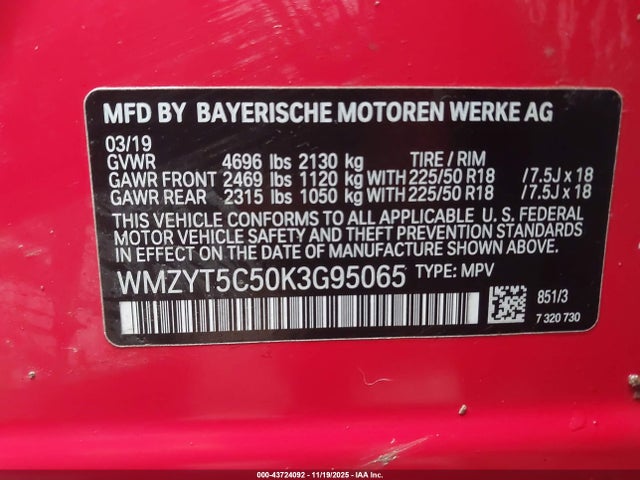 MFD BY BAYERISCHE MOTOREN WERKE AG
03/19
GVWR 4696 lbs 2130 kg TIRE / RIM
GAWR FRONT 2469 lbs 1120 kg WITH 225/50 R18 /7.5J x 18
GAWR REAR 2315 lbs 1050 kg WITH 225/50 R18 /7.5J x 18
THIS VEHICLE CONFORMS TO ALL APPLICABLE U. S. FEDERAL
MOTOR VEHICLE SAFETY AND THEFT PREVENTION STANDARDS
IN EFFECT ON THE DATE OF MANUFACTURE SHOWN ABOVE.
WMZYT5C50K3G95065 TYPE: MPV
851/3
7 320 730
000-43724092 - 11/19/2025 - IAAI.COM